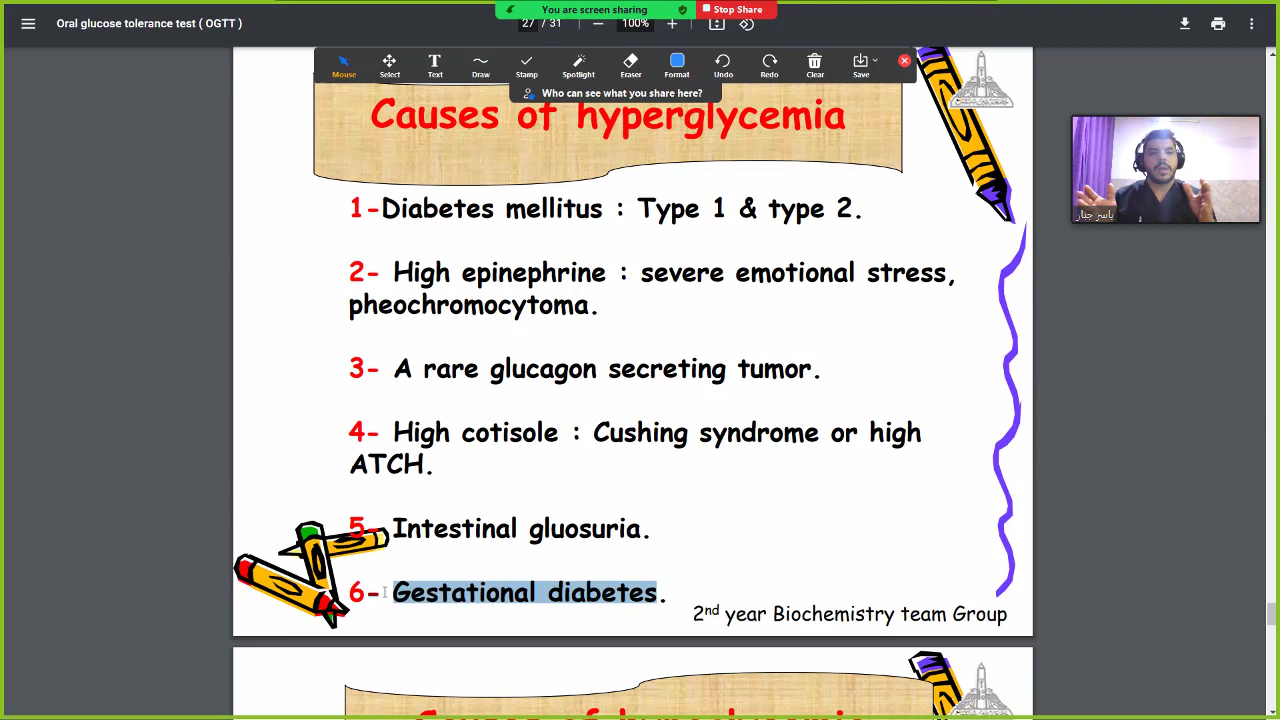 You are screen sharing
Stop Share
Oral glucose tolerance test ( OGTT )
27 / 31
100%
Mouse
Select
Text
Draw
Stamp
Spotlight
Eraser
Format
Undo
Redo
Clear
Save
Who can see what you share here?
Causes of hyperglycemia
1-Diabetes mellitus : Type 1 & type 2.
2- High epinephrine : severe emotional stress,
pheochromocytoma.
3- A rare glucagon secreting tumor.
4- High cotisole : Cushing syndrome or high
ATCH.
5- Intestinal gluosuria.
6- Gestational diabetes.
2nd year Biochemistry team Group
ياسر جبار